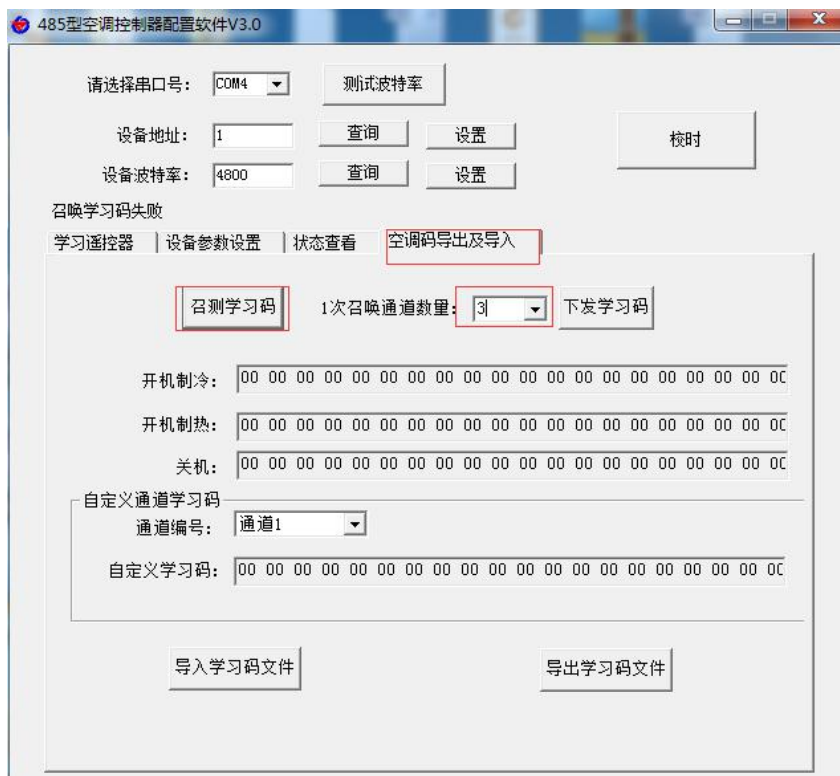 485型空调控制器配置软件V3.0
请选择串口号： COM4 测试波特率
设备地址： 1 查询 设置 校时
设备波特率： 4800 查询 设置
召唤学习码失败
学习遥控器 设备参数设置 状态查看 空调码导出及导入
召测学习码 1次召唤通道数量： 3 下发学习码
开机制冷： 00 00 00 00 00 00 00 00 00 00 00 00 00 00 00 00 00 00 00 0C
开机制热： 00 00 00 00 00 00 00 00 00 00 00 00 00 00 00 00 00 00 00 0C
关机： 00 00 00 00 00 00 00 00 00 00 00 00 00 00 00 00 00 00 00 0C
自定义通道学习码
通道编号： 通道1
自定义学习码： 00 00 00 00 00 00 00 00 00 00 00 00 00 00 00 00 00 00 00 0C
导入学习码文件 导出学习码文件